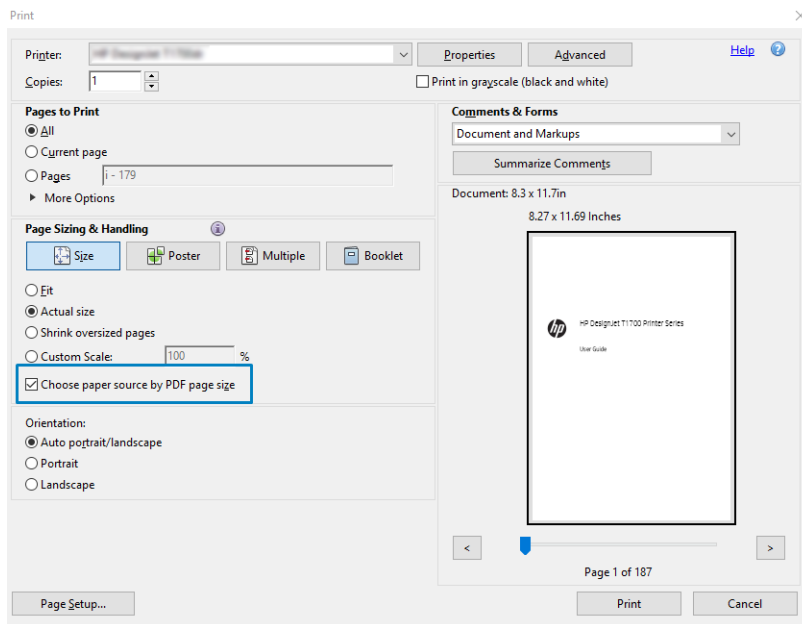 Print
Printer:
Properties
Advanced
Help
?
Copies:
1
Print in grayscale (black and white)
Pages to Print
All
Current page
Pages
i - 179
More Options
Comments & Forms
Document and Markups
Summarize Comments
Page Sizing & Handling
i
Size
Poster
Multiple
Booklet
Fit
Actual size
Shrink oversized pages
Custom Scale:
100
%
Choose paper source by PDF page size
Orientation:
Auto portrait/landscape
Portrait
Landscape
Document: 8.3 x 11.7in
8.27 x 11.69 Inches
hp
HP DesignJet T1700 Printer Series
User Guide
<
>
Page 1 of 187
Page Setup...
Print
Cancel